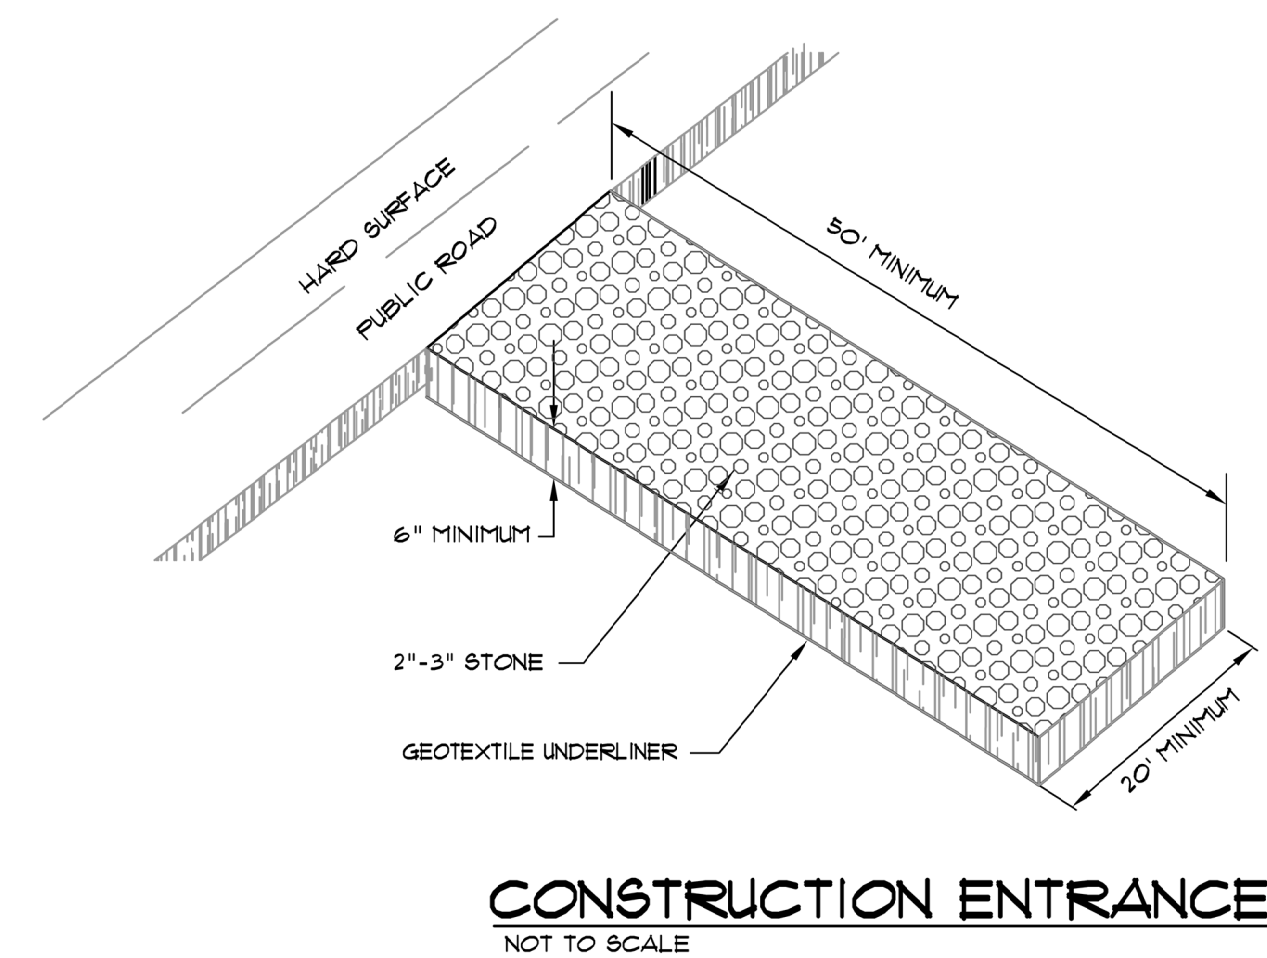 HARD SURFACE
PUBLIC ROAD
50' MINIMUM
6" MINIMUM
2"-3" STONE
GEOTEXTILE UNDERLINER
20' MINIMUM
CONSTRUCTION ENTRANCE
NOT TO SCALE